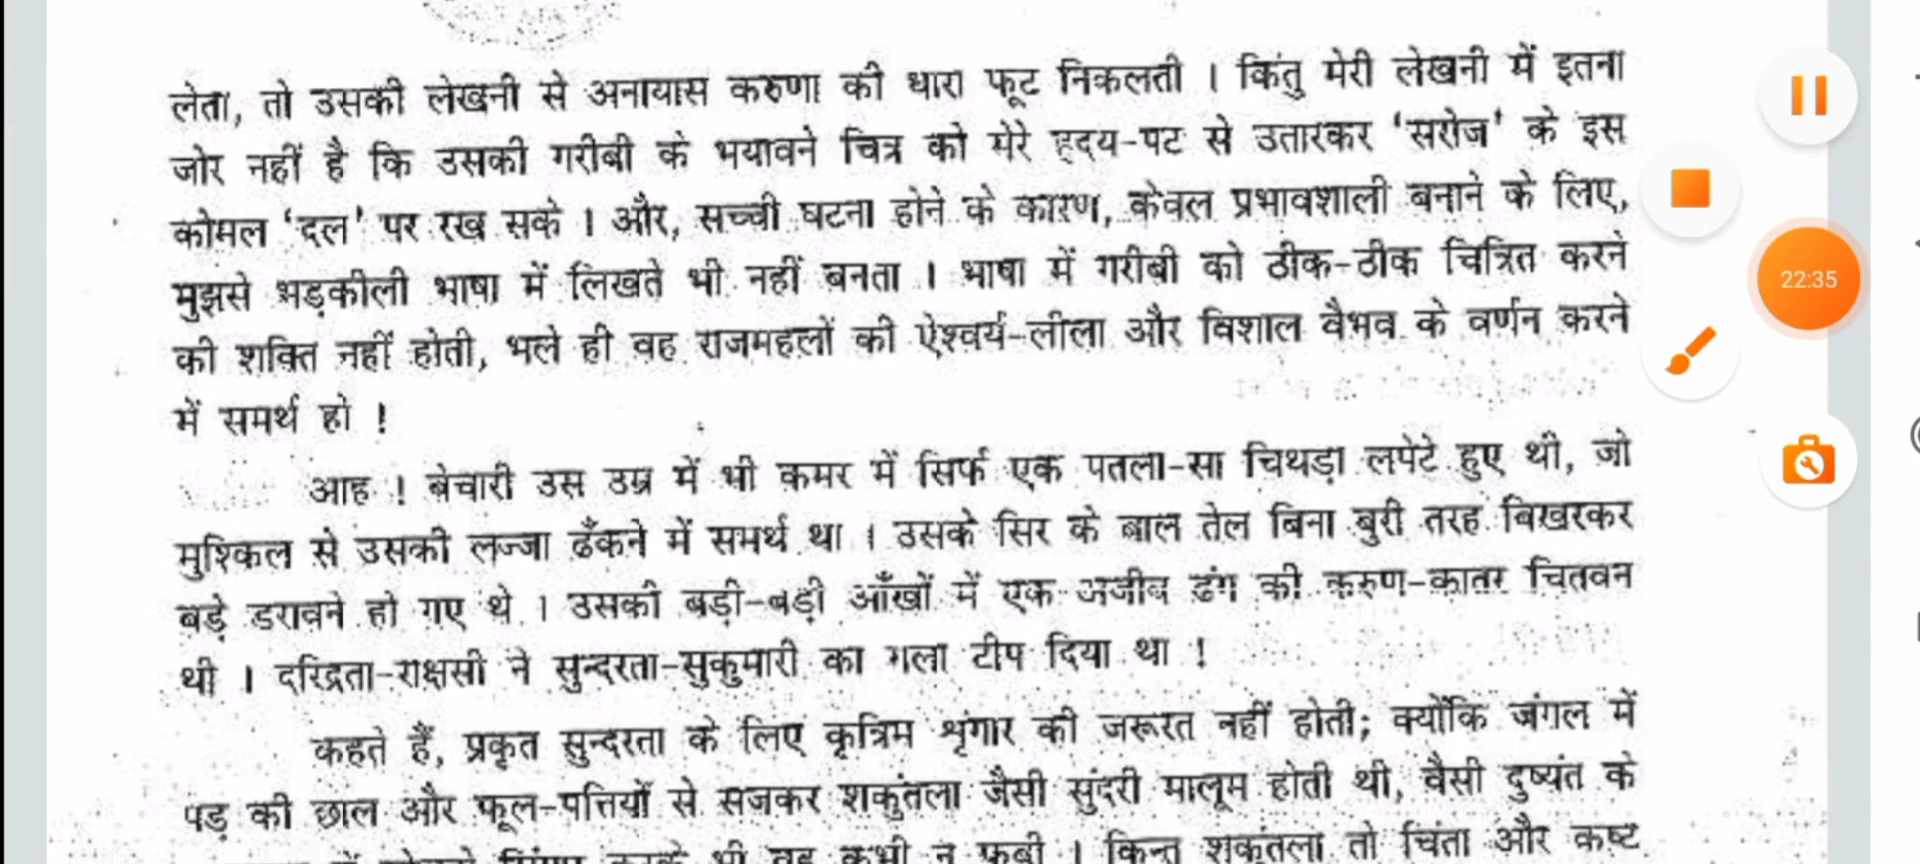 लेता, तो उसकी लेखनी से अनायास करुणा की धारा फूट निकलती । किंतु मेरी लेखनी में इतना
जोर नहीं है कि उसकी गरीबी के भयावने चित्र को मेरे हृदय-पट से उतारकर 'सरोज' के इस
कोमल 'दल' पर रख सके । और, सच्ची घटना होने के कारण, केवल प्रभावशाली बनाने के लिए,
मुझसे भड़कीली भाषा में लिखते भी नहीं बनता । भाषा में गरीबी को ठीक-ठीक चित्रित करने
की शक्ति नहीं होती, भले ही वह राजमहलों की ऐश्वर्य-लीला और विशाल वैभव के वर्णन करने
में समर्थ हो !
आह ! बेचारी उस उम्र में भी कमर में सिर्फ एक पतला-सा चिथड़ा लपेटे हुए थी, जो
मुश्किल से उसकी लज्जा ढँकने में समर्थ था । उसके सिर के बाल तेल बिना बुरी तरह बिखरकर
बड़े डरावने हो गए थे । उसकी बड़ी-बड़ी आँखों में एक अजीब ढंग की करुण-कातर चितवन
थी । दरिद्रता-राक्षसी ने सुन्दरता-सुकुमारी का गला टीप दिया था !
कहते हैं, प्रकृत सुन्दरता के लिए कृत्रिम शृंगार की जरूरत नहीं होती; क्योंकि जंगल में
पड़ की छाल और फूल-पत्तियों से सजकर शकुंतला जैसी सुंदरी मालूम होती थी, वैसी दुष्यंत के
भी वह कभी न फबी । किन्तु शकुंतला तो चिंता और कष्ट
22:35